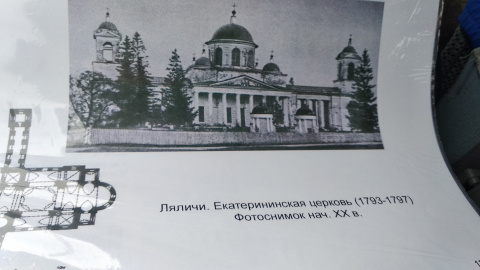 Ляличи. Екатерининская церковь (1793-1797)
Фотоснимок нач. XX в.